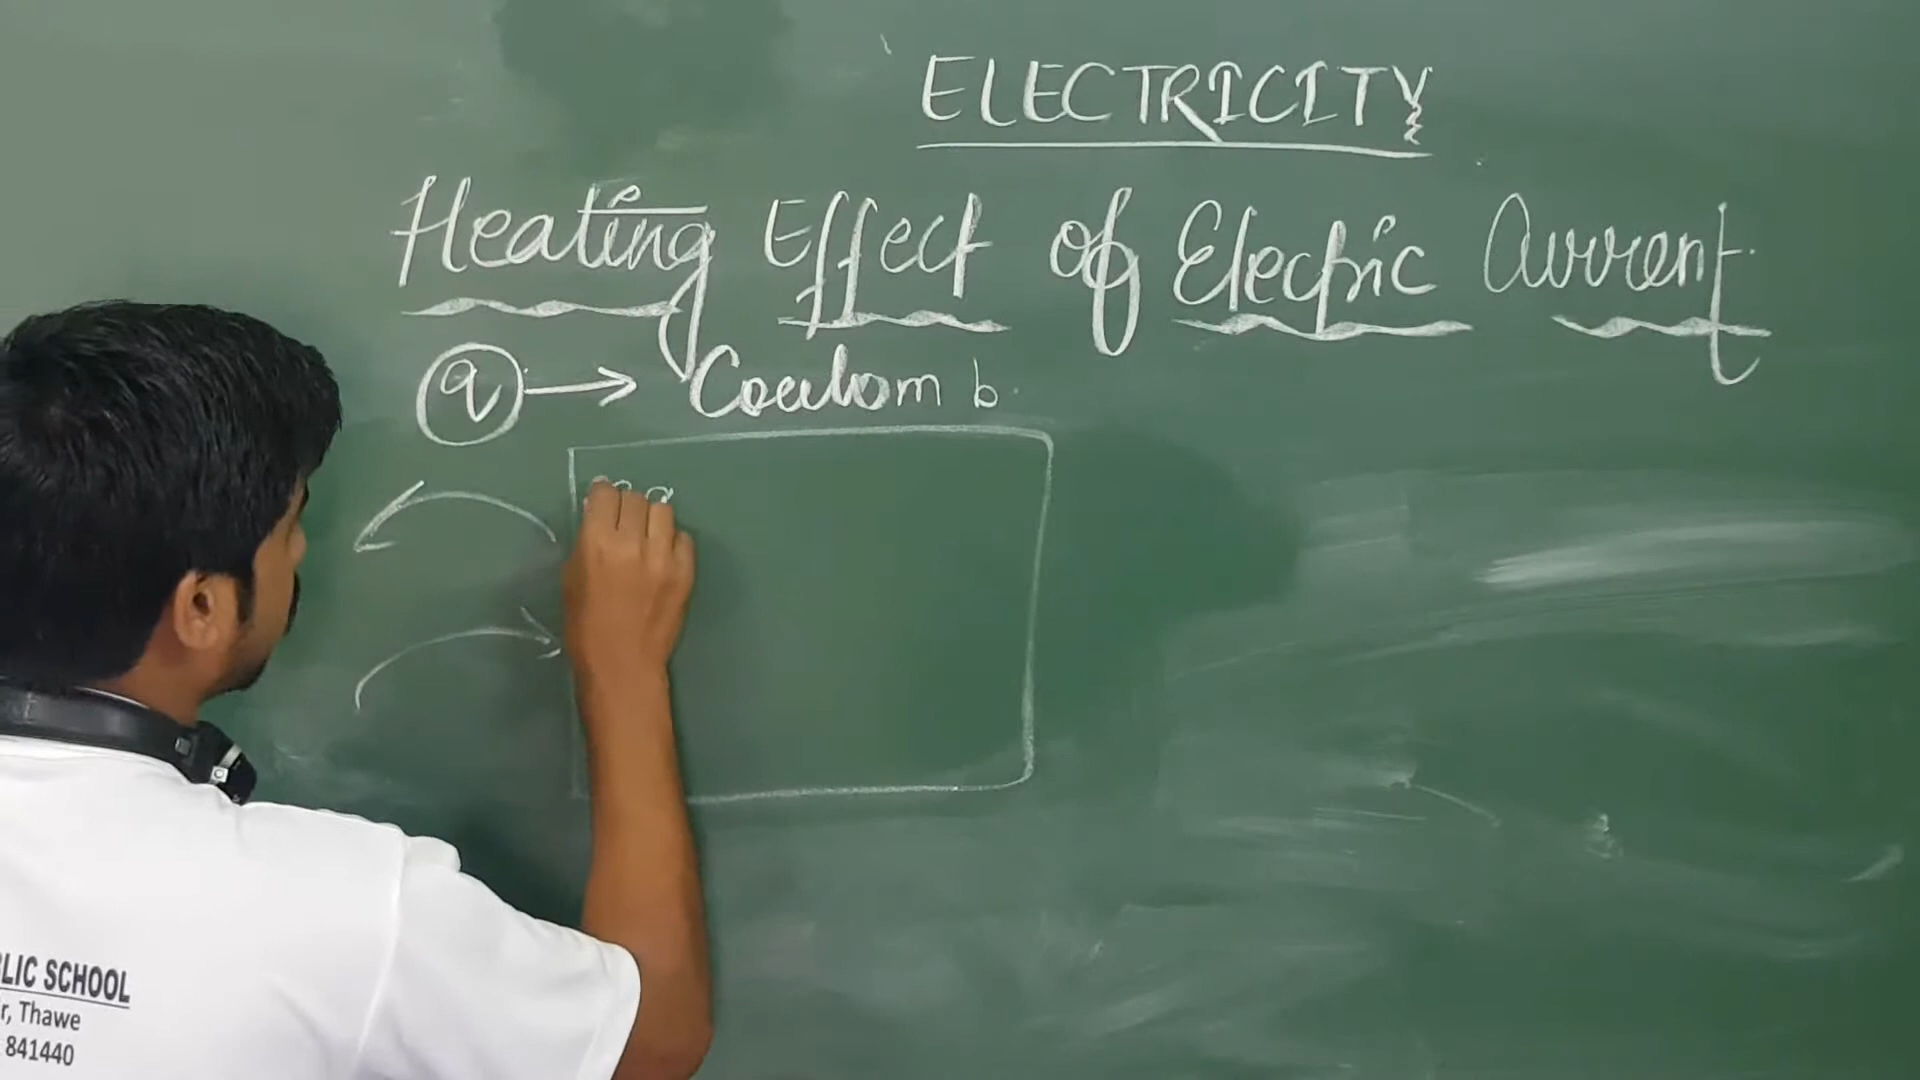 ELECTRICITY
Heating Effect of Electric Current.
q → Coulomb.
LIC SCHOOL
r, Thawe
841440